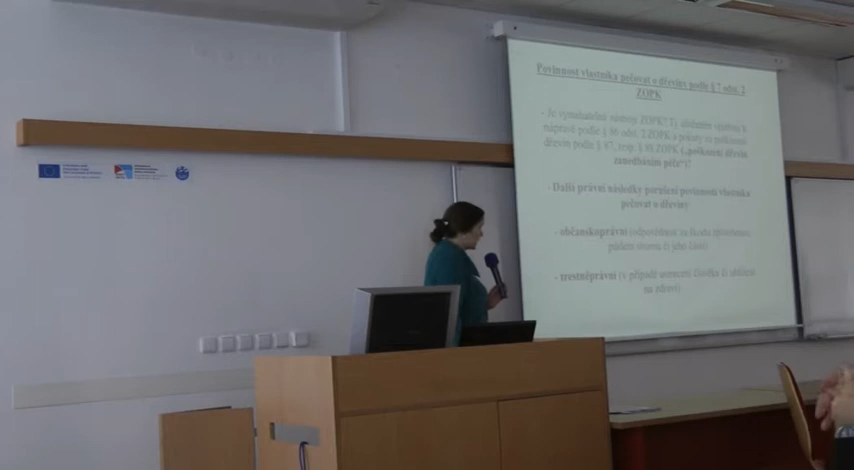 Povinnost vlastníka pečovat o dřeviny podle § 7 odst. 2
ZOPK
- Je vymahatelná nástroji ZOPK? Tj. uložením opatření k
nápravě podle § 86 odst. 2 ZOPK a pokuty za poškození
dřevin podle § 87, resp. § 88 ZOPK („poškození dřevin
zanedbáním péče“)?
- Další právní následky porušení povinnosti vlastníka
pečovat o dřeviny
- občanskoprávní (odpovědnost za škodu způsobenou
pádem stromu či jeho části)
- trestněprávní (v případě usmrcení člověka či ublížení
na zdraví)